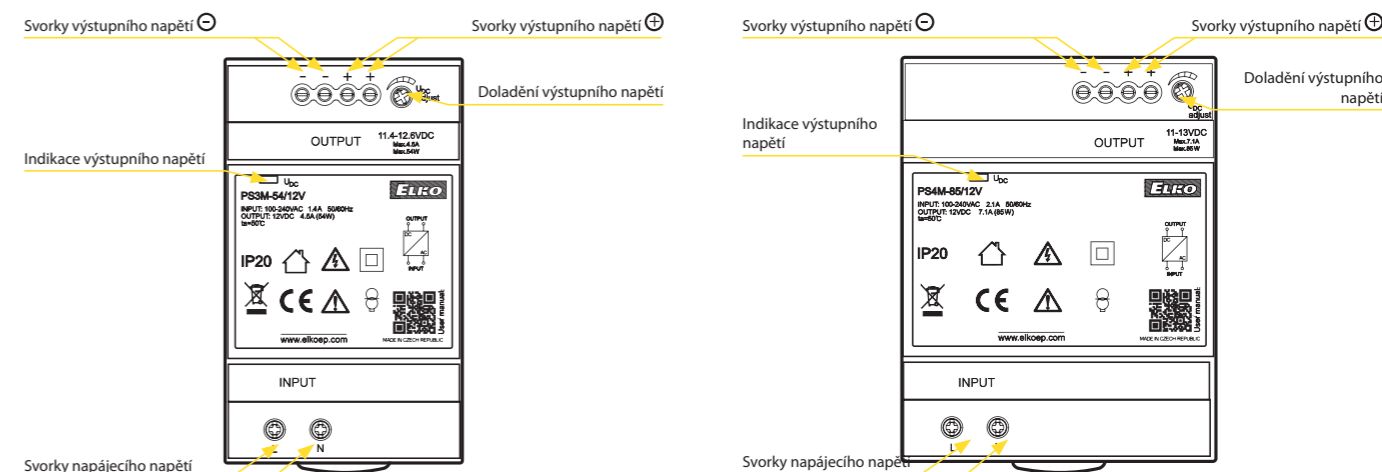 Svorky výstupního napětí
Svorky výstupního napětí
- - + +
UDC
adjust
Doladění výstupního napětí
OUTPUT
11.4-12.6VDC
Max.4.5A
Max.54W
Indikace výstupního napětí
UDC
PS3M-54/12V
ELKO
INPUT: 100-240VAC 1.4A 50/60Hz
OUTPUT: 12VDC 4.5A (54W)
ta=50°C
OUTPUT
DC
AC
INPUT
IP20
CE
User manual:
www.elkoep.com
MADE IN CZECH REPUBLIC
INPUT
N
Svorky napájecího napětí
Svorky výstupního napětí
Svorky výstupního napětí
- - + +
UDC
adjust
Doladění výstupního
napětí
OUTPUT
11-13VDC
Max.7.1A
Max.85W
Indikace výstupního
napětí
UDC
PS4M-85/12V
ELKO
INPUT: 100-240VAC 2.1A 50/60Hz
OUTPUT: 12VDC 7.1A (85W)
ta=50°C
OUTPUT
DC
AC
INPUT
IP20
CE
User manual:
www.elkoep.com
MADE IN CZECH REPUBLIC
INPUT
L
Svorky napájecího napětí